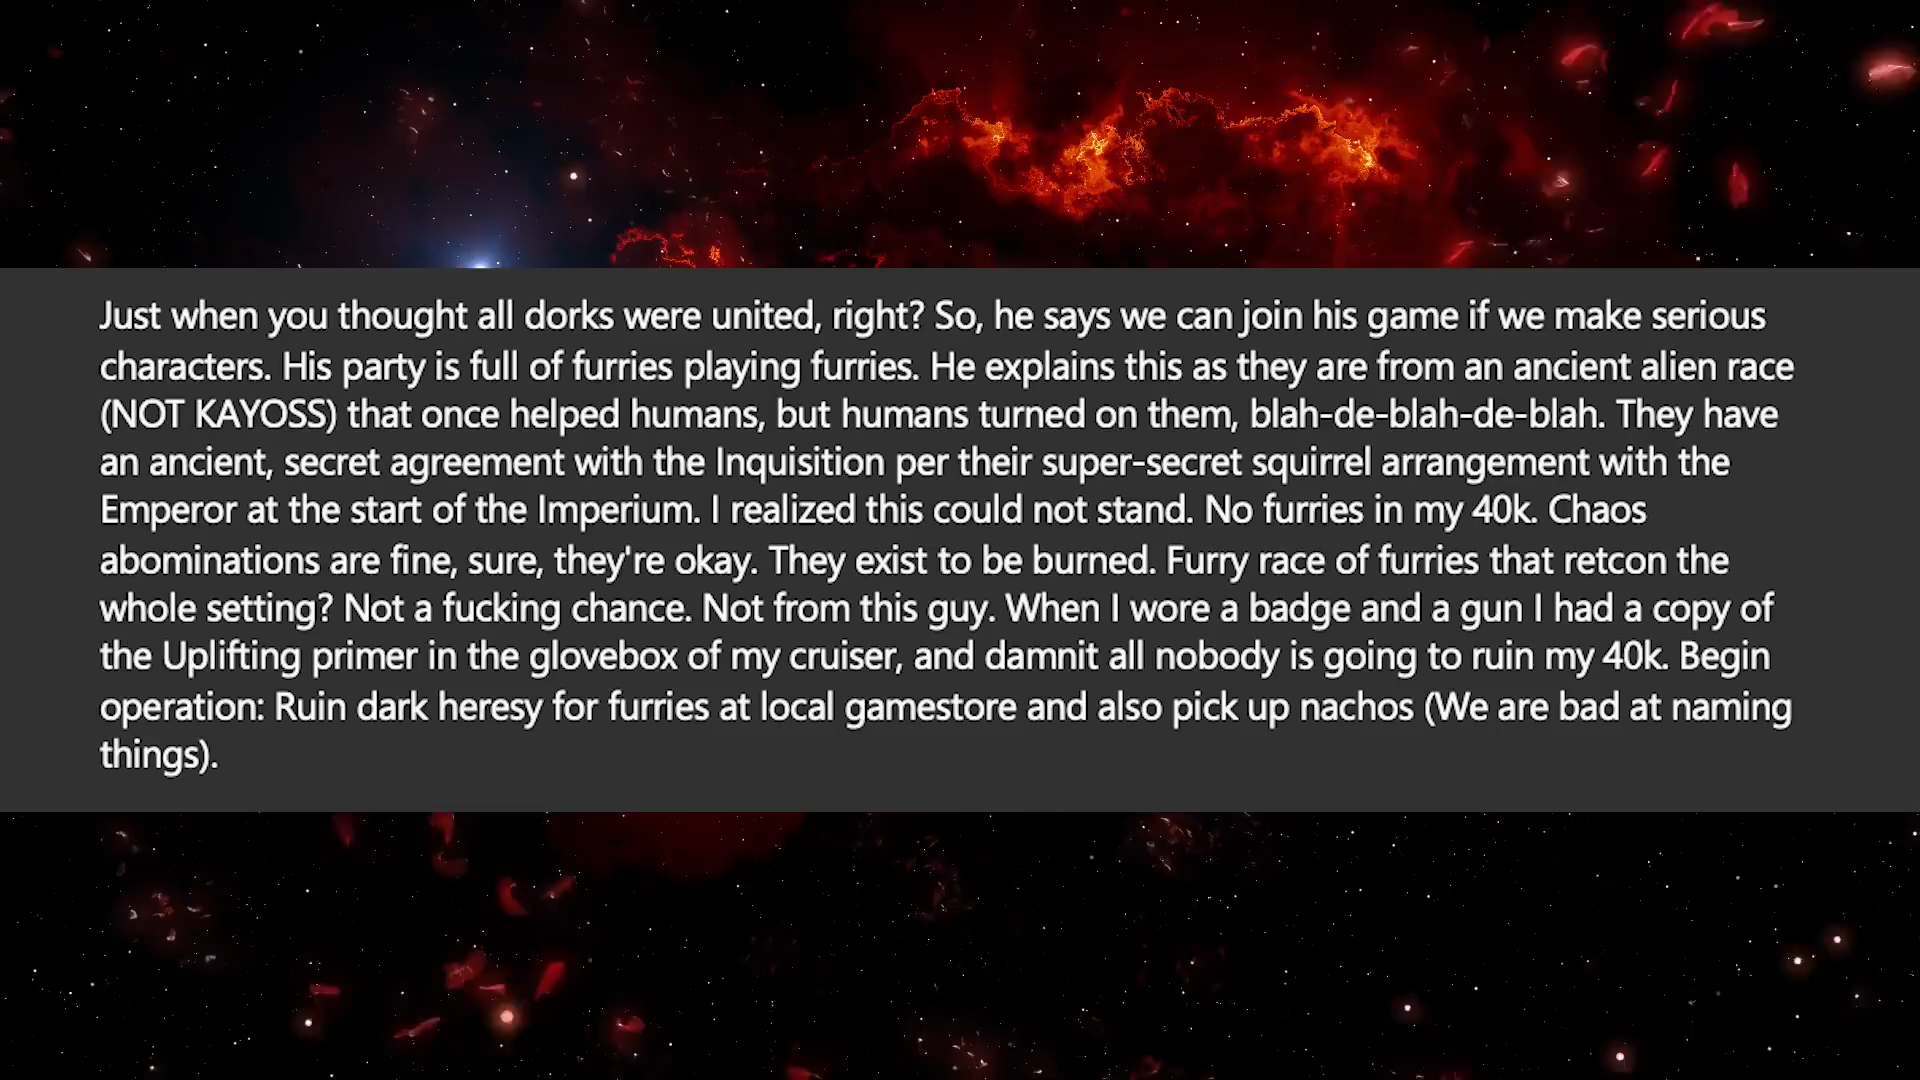 Just when you thought all dorks were united, right? So, he says we can join his game if we make serious
characters. His party is full of furries playing furries. He explains this as they are from an ancient alien race
(NOT KAYOSS) that once helped humans, but humans turned on them, blah-de-blah-de-blah. They have
an ancient, secret agreement with the Inquisition per their super-secret squirrel arrangement with the
Emperor at the start of the Imperium. I realized this could not stand. No furries in my 40k. Chaos
abominations are fine, sure, they're okay. They exist to be burned. Furry race of furries that retcon the
whole setting? Not a fucking chance. Not from this guy. When I wore a badge and a gun I had a copy of
the Uplifting primer in the glovebox of my cruiser, and damnit all nobody is going to ruin my 40k. Begin
operation: Ruin dark heresy for furries at local gamestore and also pick up nachos (We are bad at naming
things).